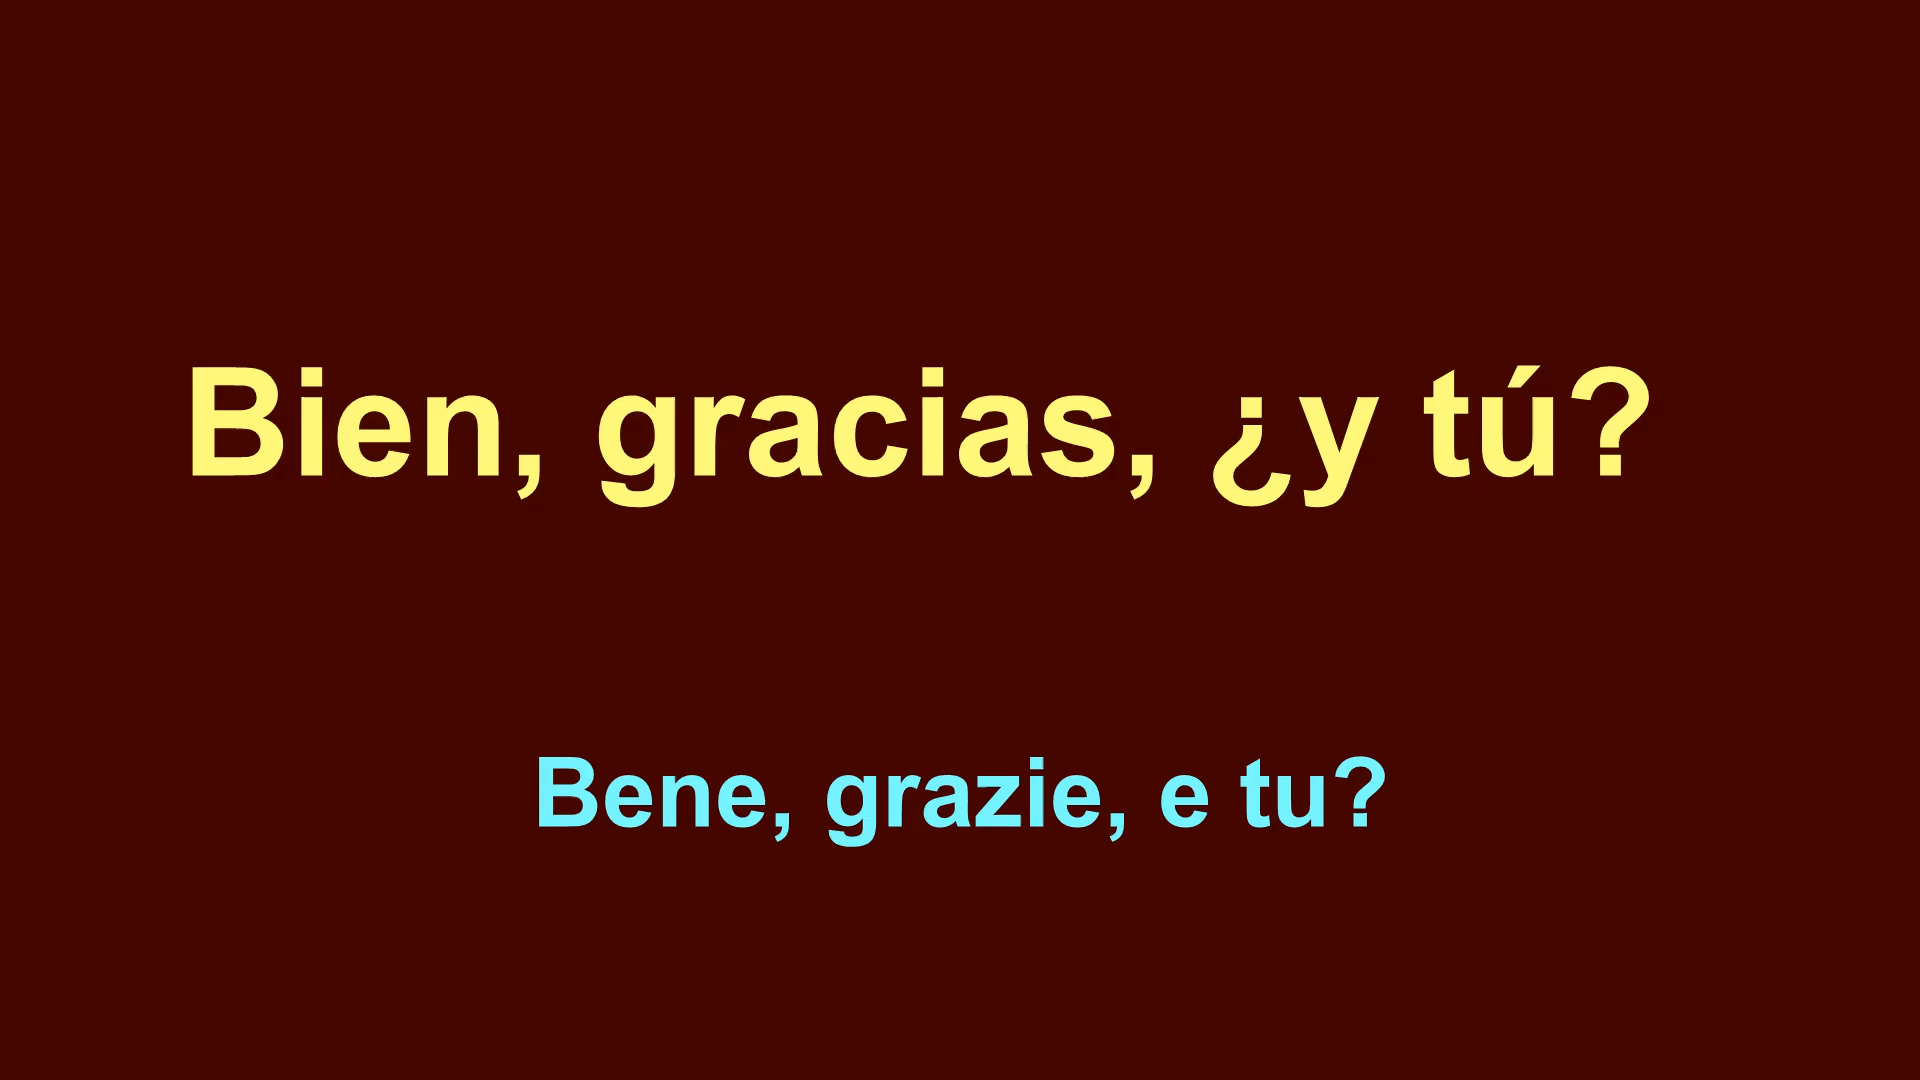 Bien, gracias, ¿y tú?
Bene, grazie, e tu?